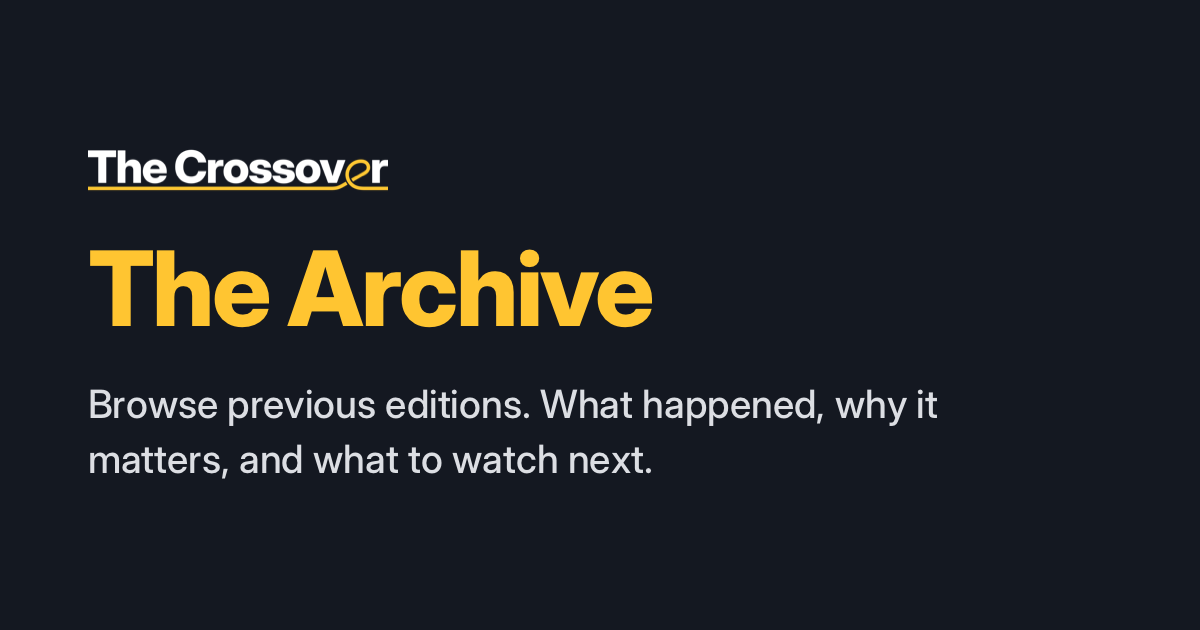 The Crossover
The Archive
Browse previous editions. What happened, why it
matters, and what to watch next.